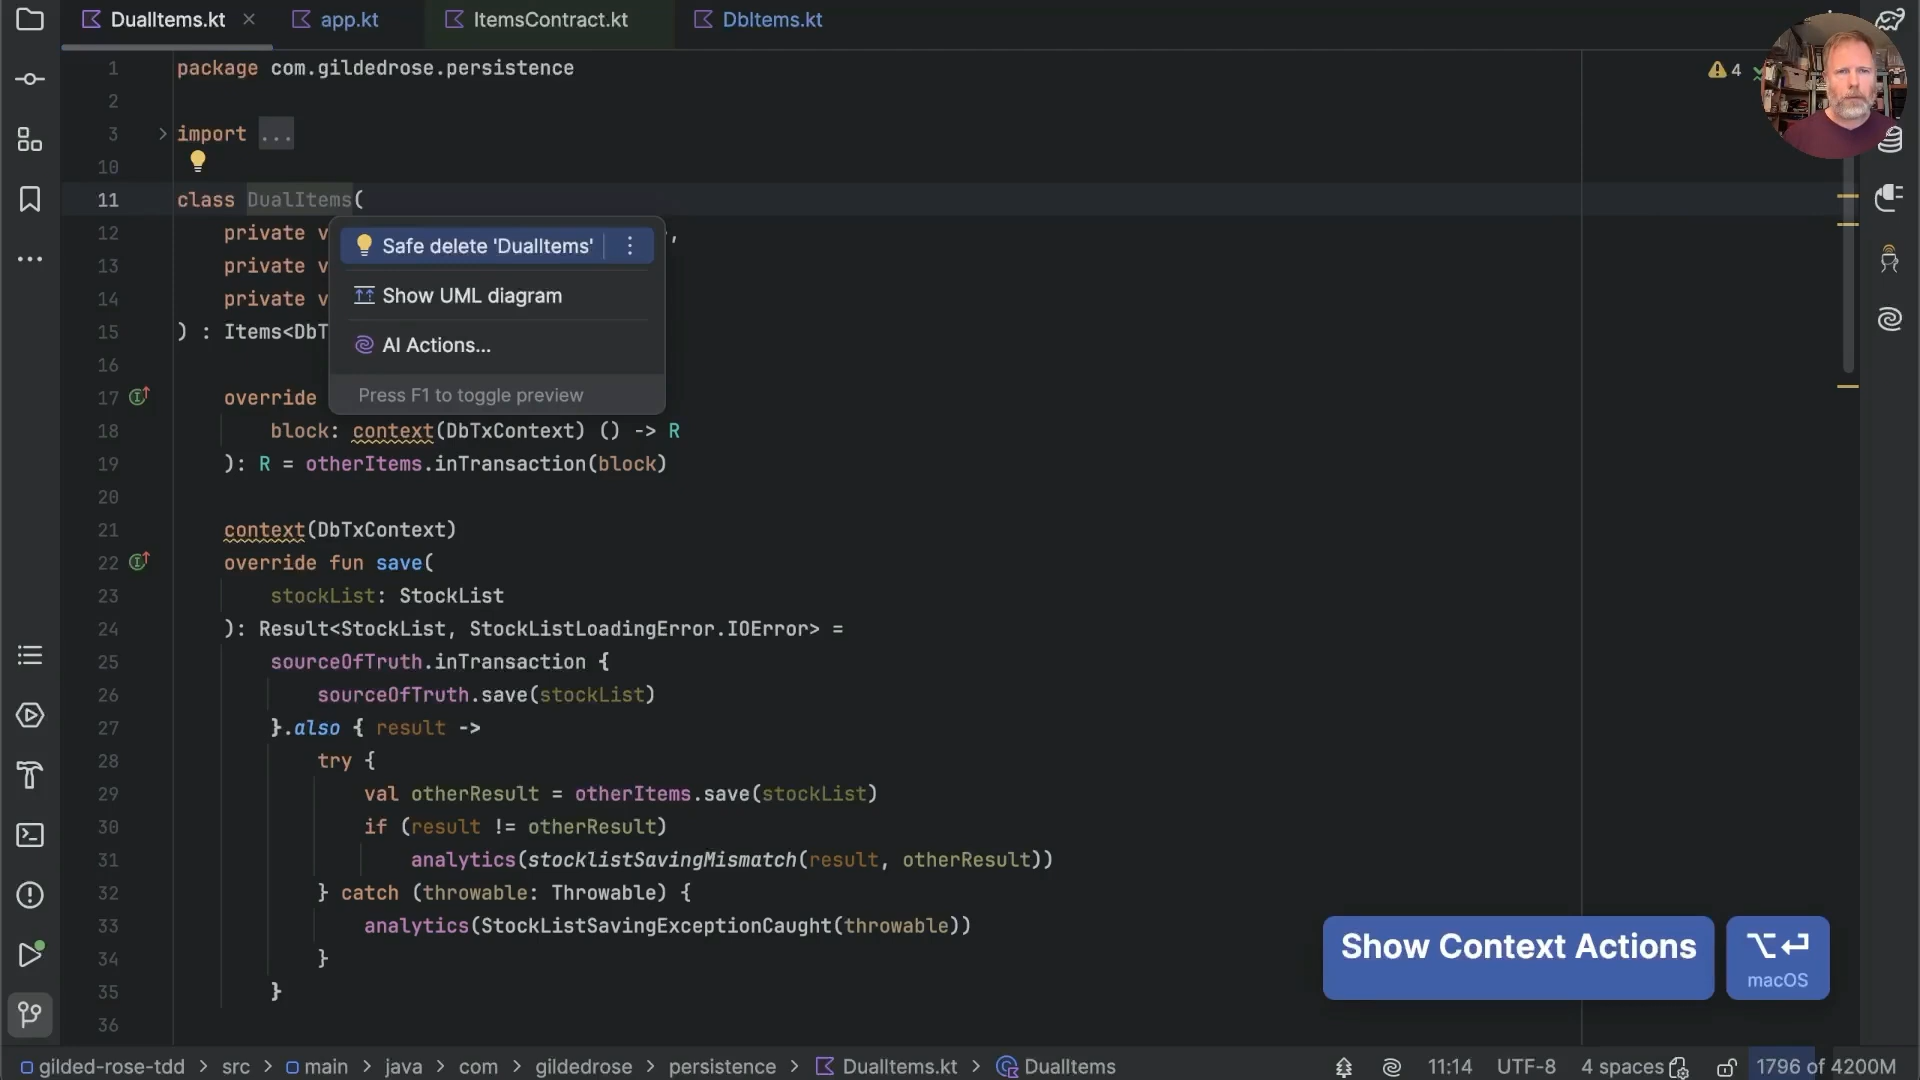 DualItems.kt
app.kt
ItemsContract.kt
DbItems.kt
1 package com.gildedrose.persistence
4
2
3 import ...
10
11 class DualItems(
12 private v ,
Safe delete 'DualItems'
13 private v
14 private v
Show UML diagram
15 ) : Items<DbT
AI Actions...
16
17 override
Press F1 to toggle preview
18 block: context(DbTxContext) () -> R
19 ): R = otherItems.inTransaction(block)
20
21 context(DbTxContext)
22 override fun save(
23 stockList: StockList
24 ): Result<StockList, StockListLoadingError.IOError> =
25 sourceOfTruth.inTransaction {
26 sourceOfTruth.save(stockList)
27 }.also { result ->
28 try {
29 val otherResult = otherItems.save(stockList)
30 if (result != otherResult)
31 analytics(stocklistSavingMismatch(result, otherResult))
32 } catch (throwable: Throwable) {
33 analytics(StockListSavingExceptionCaught(throwable))
34 }
35 }
36
Show Context Actions
macOS
gilded-rose-tdd > src > main > java > com > gildedrose > persistence > DualItems.kt > DualItems
11:14 UTF-8 4 spaces 1796 of 4200M